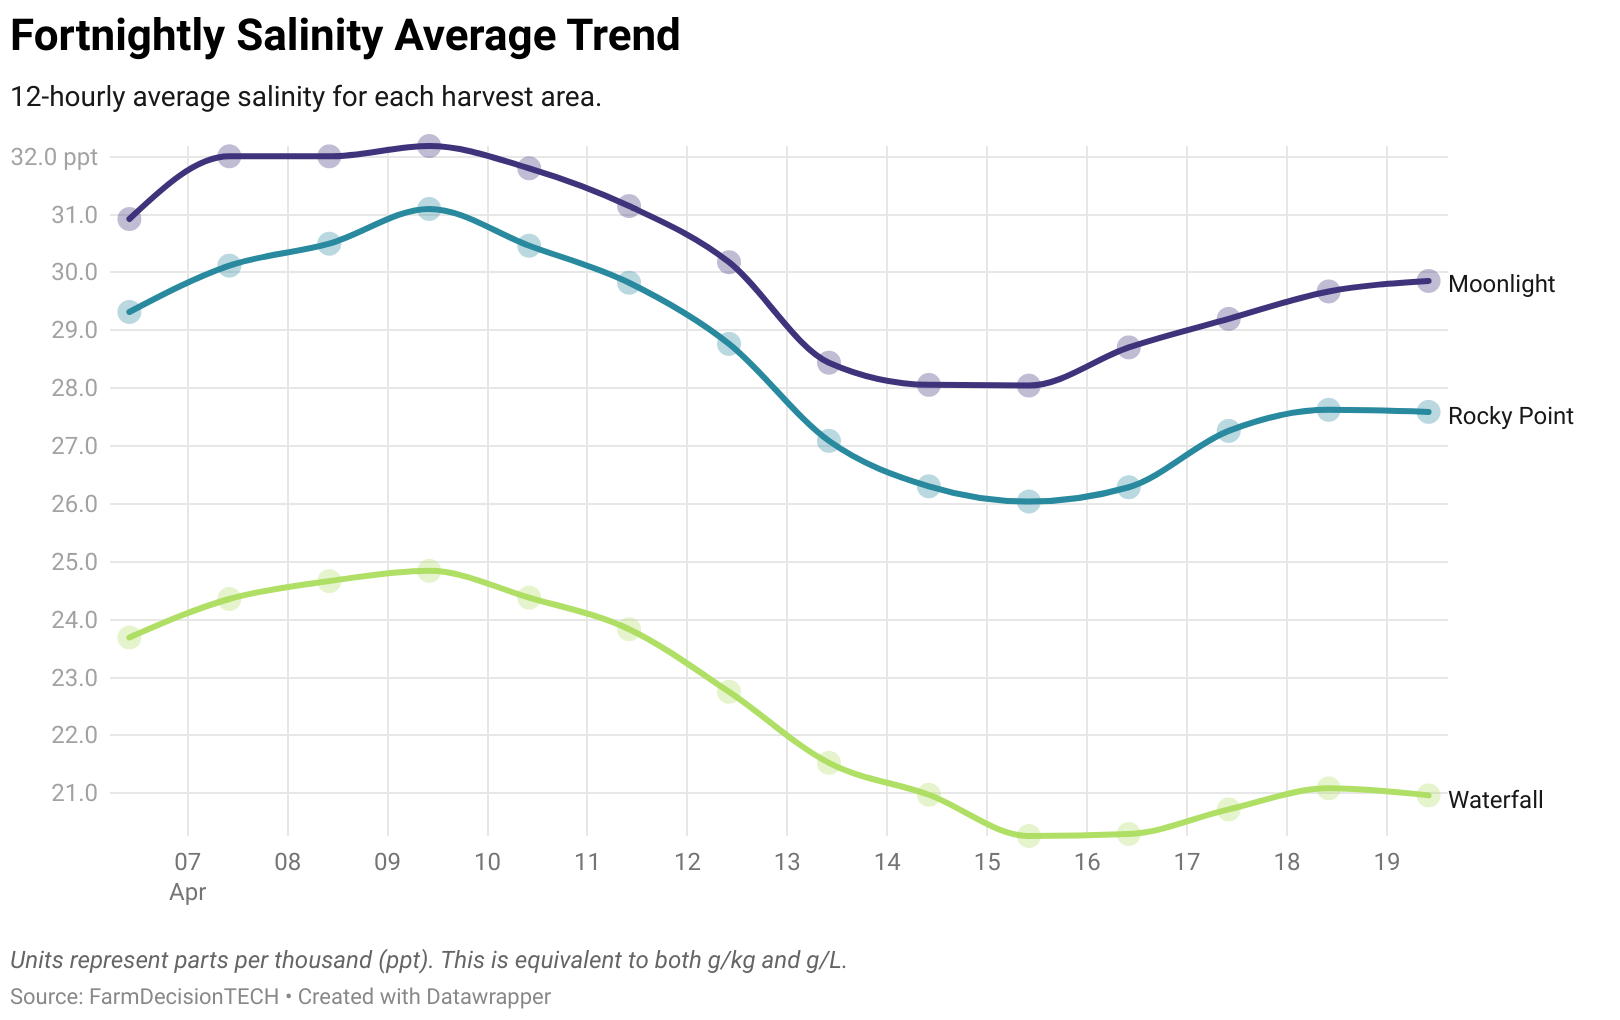 Fortnightly Salinity Average Trend
12-hourly average salinity for each harvest area.
32.0 ppt
31.0
30.0
29.0
28.0
27.0
26.0
25.0
24.0
23.0
22.0
21.0
Moonlight
Rocky Point
Waterfall
07 08 09 10 11 12 13 14 15 16 17 18 19
Apr
Units represent parts per thousand (ppt). This is equivalent to both g/kg and g/L.
Source: FarmDecisionTECH • Created with Datawrapper